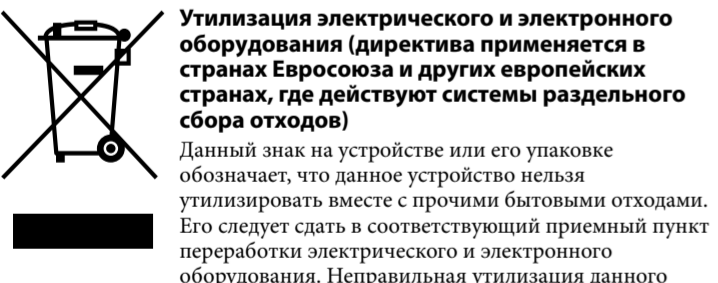 Утилизация электрического и электронного
оборудования (директива применяется в
странах Евросоюза и других европейских
странах, где действуют системы раздельного
сбора отходов)
Данный знак на устройстве или его упаковке
обозначает, что данное устройство нельзя
утилизировать вместе с прочими бытовыми отходами.
Его следует сдать в соответствующий приемный пункт
переработки электрического и электронного
оборудования. Неправильная утилизация данного